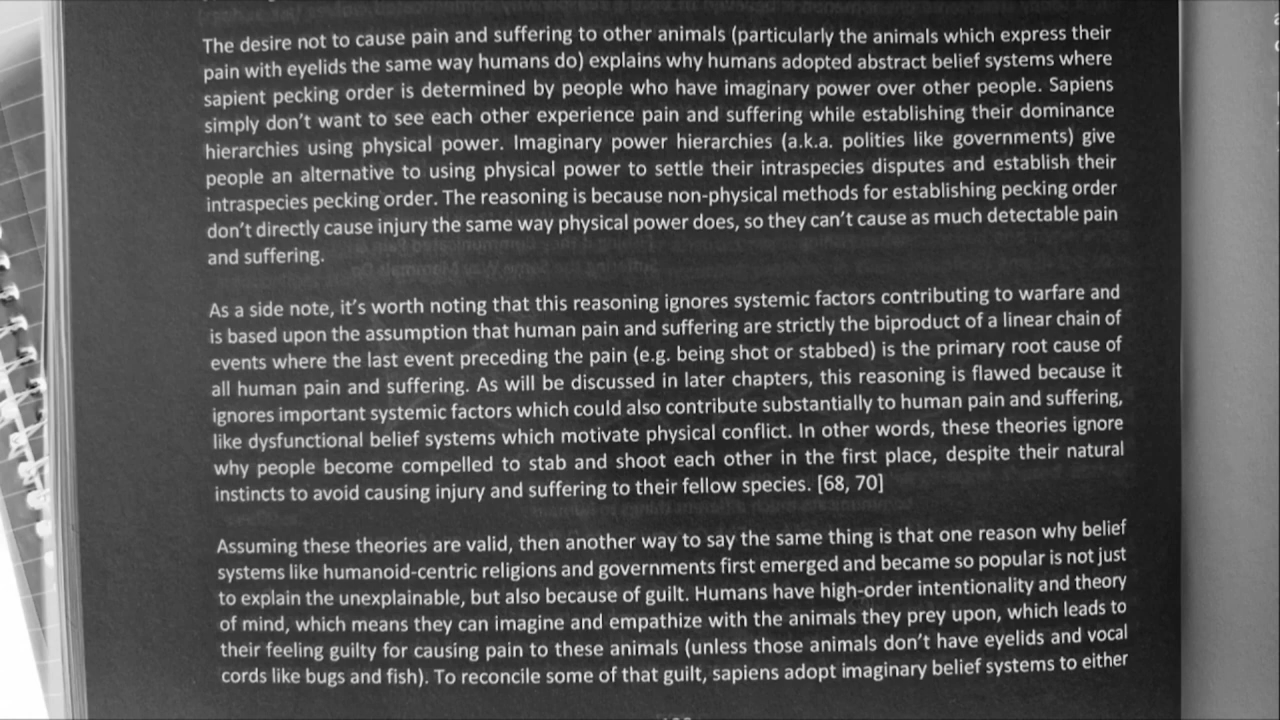 The desire not to cause pain and suffering to other animals (particularly the animals which express their
pain with eyelids the same way humans do) explains why humans adopted abstract belief systems where
sapient pecking order is determined by people who have imaginary power over other people. Sapiens
simply don't want to see each other experience pain and suffering while establishing their dominance
hierarchies using physical power. Imaginary power hierarchies (a.k.a. polities like governments) give
people an alternative to using physical power to settle their intraspecies disputes and establish their
intraspecies pecking order. The reasoning is because non-physical methods for establishing pecking order
don't directly cause injury the same way physical power does, so they can't cause as much detectable pain
and suffering.
As a side note, it's worth noting that this reasoning ignores systemic factors contributing to warfare and
is based upon the assumption that human pain and suffering are strictly the biproduct of a linear chain of
events where the last event preceding the pain (e.g. being shot or stabbed) is the primary root cause of
all human pain and suffering. As will be discussed in later chapters, this reasoning is flawed because it
ignores important systemic factors which could also contribute substantially to human pain and suffering,
like dysfunctional belief systems which motivate physical conflict. In other words, these theories ignore
why people become compelled to stab and shoot each other in the first place, despite their natural
instincts to avoid causing injury and suffering to their fellow species. [68, 70]
Assuming these theories are valid, then another way to say the same thing is that one reason why belief
systems like humanoid-centric religions and governments first emerged and became so popular is not just
to explain the unexplainable, but also because of guilt. Humans have high-order intentionality and theory
of mind, which means they can imagine and empathize with the animals they prey upon, which leads to
their feeling guilty for causing pain to these animals (unless those animals don't have eyelids and vocal
cords like bugs and fish). To reconcile some of that guilt, sapiens adopt imaginary belief systems to either